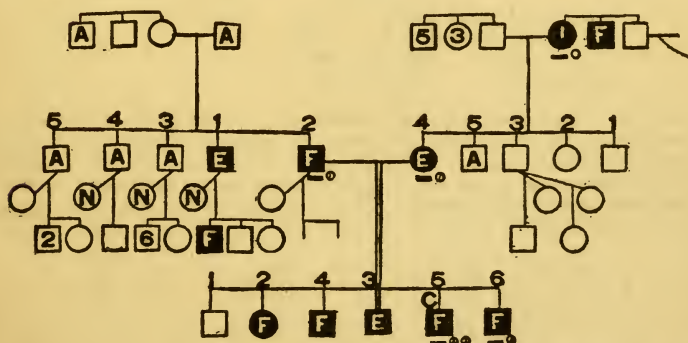 A A 5 3 I F
5 4 3 1 2 4 5 3 2 1
A A A E F E A
N N N
2 6 F
1 2 4 3 5 6
C
F F E F F